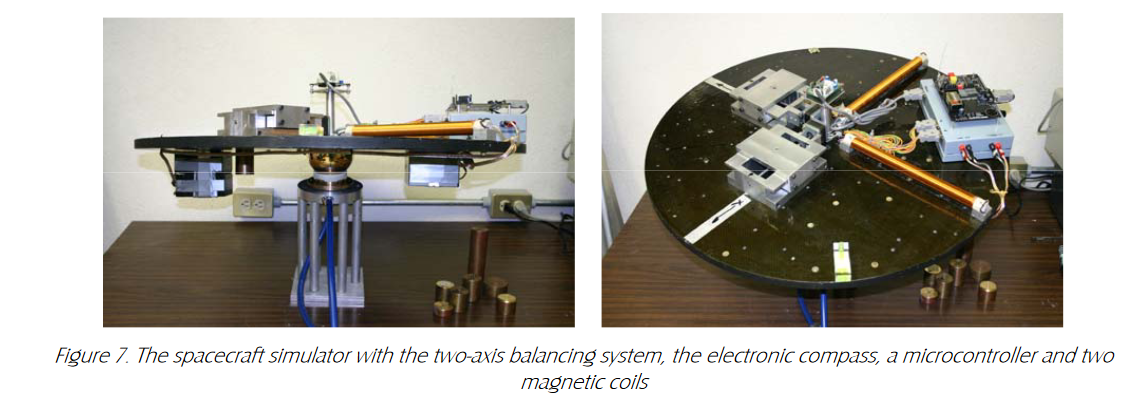 Figure 7. The spacecraft simulator with the two-axis balancing system, the electronic compass, a microcontroller and two
magnetic coils